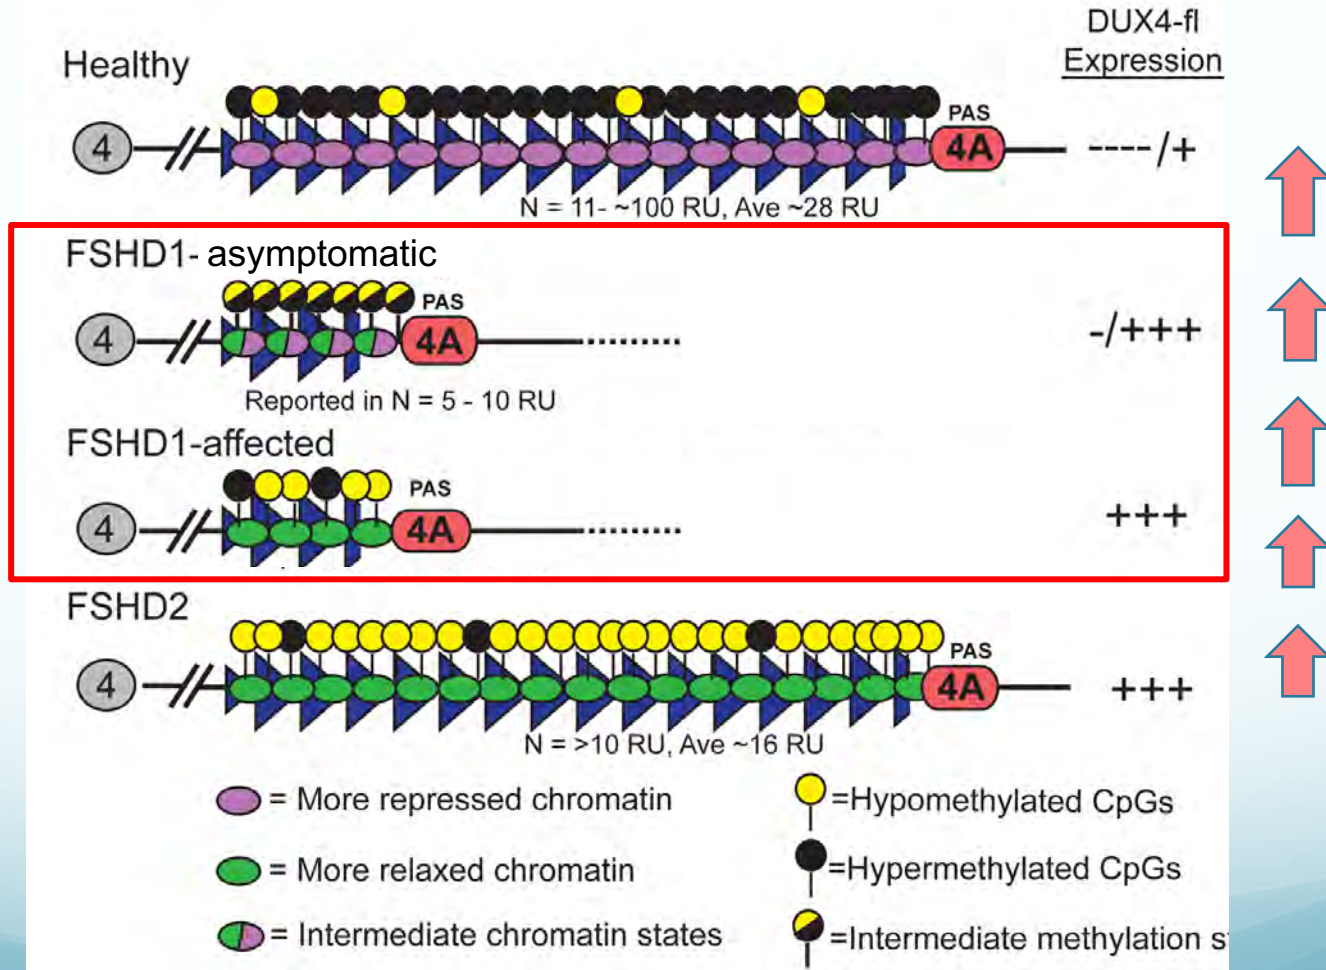 DUX4-fl
Expression
Healthy
PAS
4 4A ----/+
N = 11- ~100 RU, Ave ~28 RU
FSHD1- asymptomatic
PAS
4 4A -/+++
Reported in N = 5 - 10 RU
FSHD1-affected
PAS
4 4A +++
FSHD2
PAS
4 4A +++
N = >10 RU, Ave ~16 RU
= More repressed chromatin =Hypomethylated CpGs
= More relaxed chromatin =Hypermethylated CpGs
= Intermediate chromatin states =Intermediate methylation s